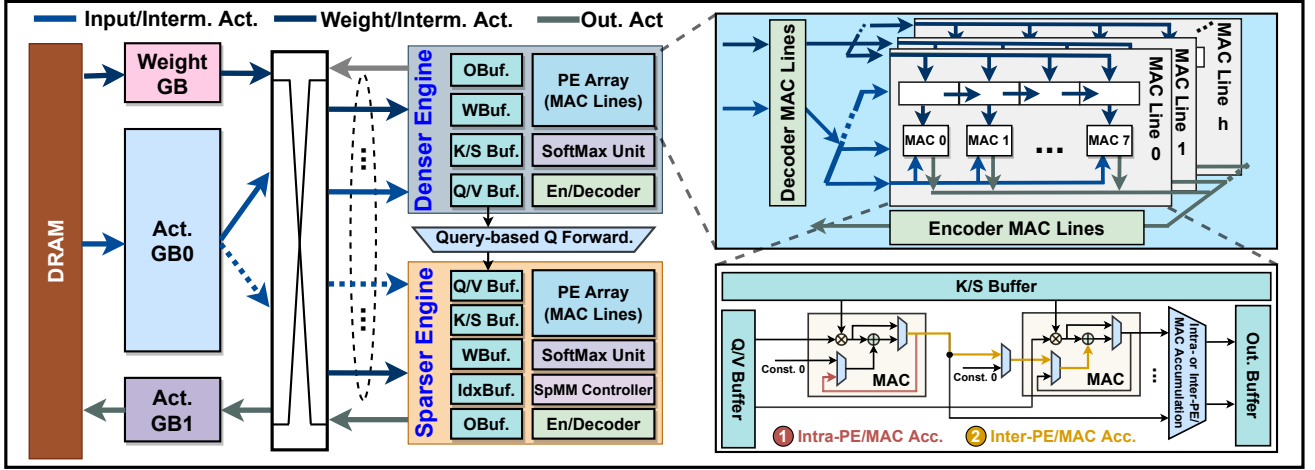 Input/Interm. Act.
Weight/Interm. Act.
Out. Act
DRAM
Weight
GB
Act.
GB0
Act.
GB1
Denser Engine
OBuf.
WBuf.
K/S Buf.
Q/V Buf.
PE Array
(MAC Lines)
SoftMax Unit
En/Decoder
Query-based Q Forward.
Sparser Engine
Q/V Buf.
K/S Buf.
WBuf.
IdxBuf.
OBuf.
PE Array
(MAC Lines)
SoftMax Unit
SpMM Controller
En/Decoder
Decoder MAC Lines
MAC 0
MAC 1
...
MAC 7
MAC Line 0
MAC Line 1
MAC Line h
Encoder MAC Lines
K/S Buffer
Q/V Buffer
Const. 0
MAC
Const. 0
MAC
...
Intra- or Inter-PE/
MAC Accumulation
Out. Buffer
1 Intra-PE/MAC Acc.
2 Inter-PE/MAC Acc.